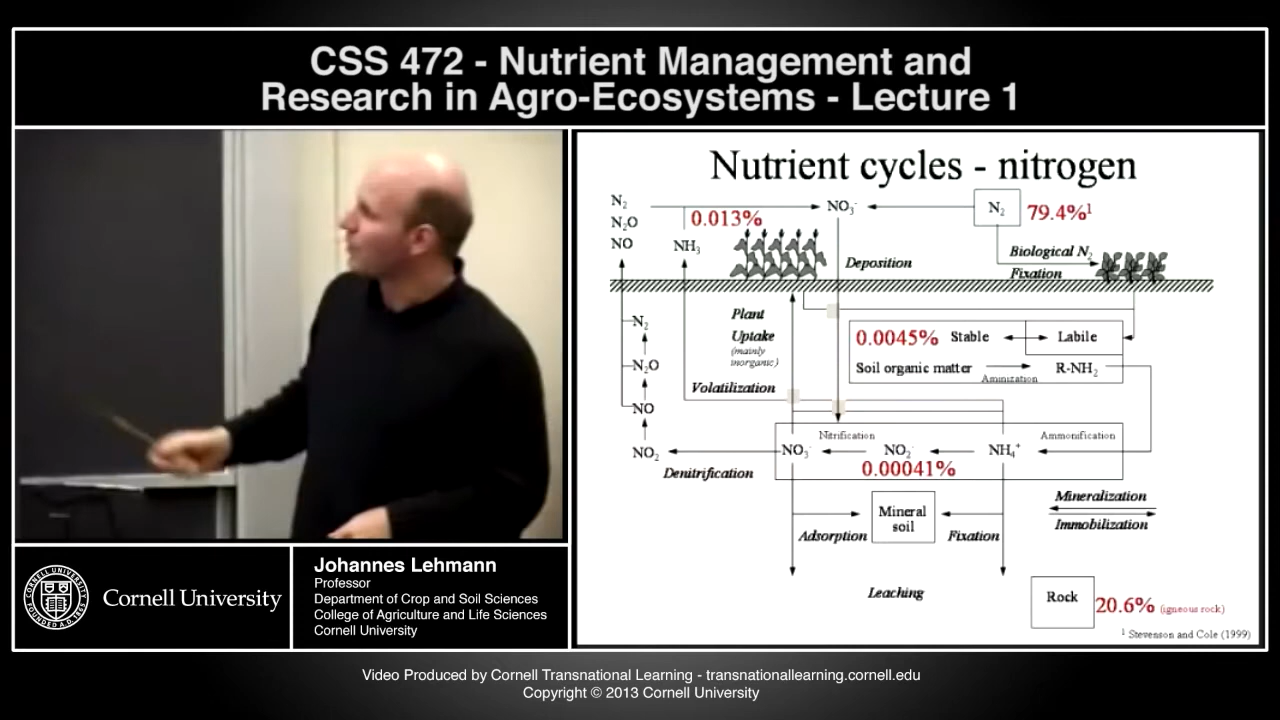 CSS 472 - Nutrient Management and
Research in Agro-Ecosystems - Lecture 1
Nutrient cycles - nitrogen
N2
N2O
NO
0.013%
NH3
NO3-
N2
79.4%1
Deposition
Biological N2
Fixation
Plant
Uptake
(mainly
inorganic)
Volatilization
N2
N2O
NO
NO2
0.0045% Stable
Labile
Soil organic matter
Aminization
R-NH2
Nitrification
Ammonification
NO3-
NO2-
NH4+
0.00041%
Denitrification
Mineral
soil
Adsorption
Fixation
Mineralization
Immobilization
Leaching
Rock
20.6% (igneous rock)
1 Stevenson and Cole (1999)
CORNELL UNIVERSITY
FOUNDED A.D. 1865
Cornell University
Johannes Lehmann
Professor
Department of Crop and Soil Sciences
College of Agriculture and Life Sciences
Cornell University
Video Produced by Cornell Transnational Learning - transnationallearning.cornell.edu
Copyright © 2013 Cornell University